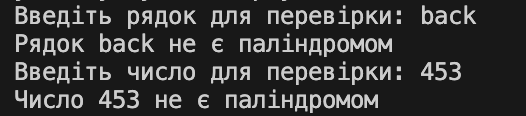 Введіть рядок для перевірки: back
Рядок back не є паліндромом
Введіть число для перевірки: 453
Число 453 не є паліндромом